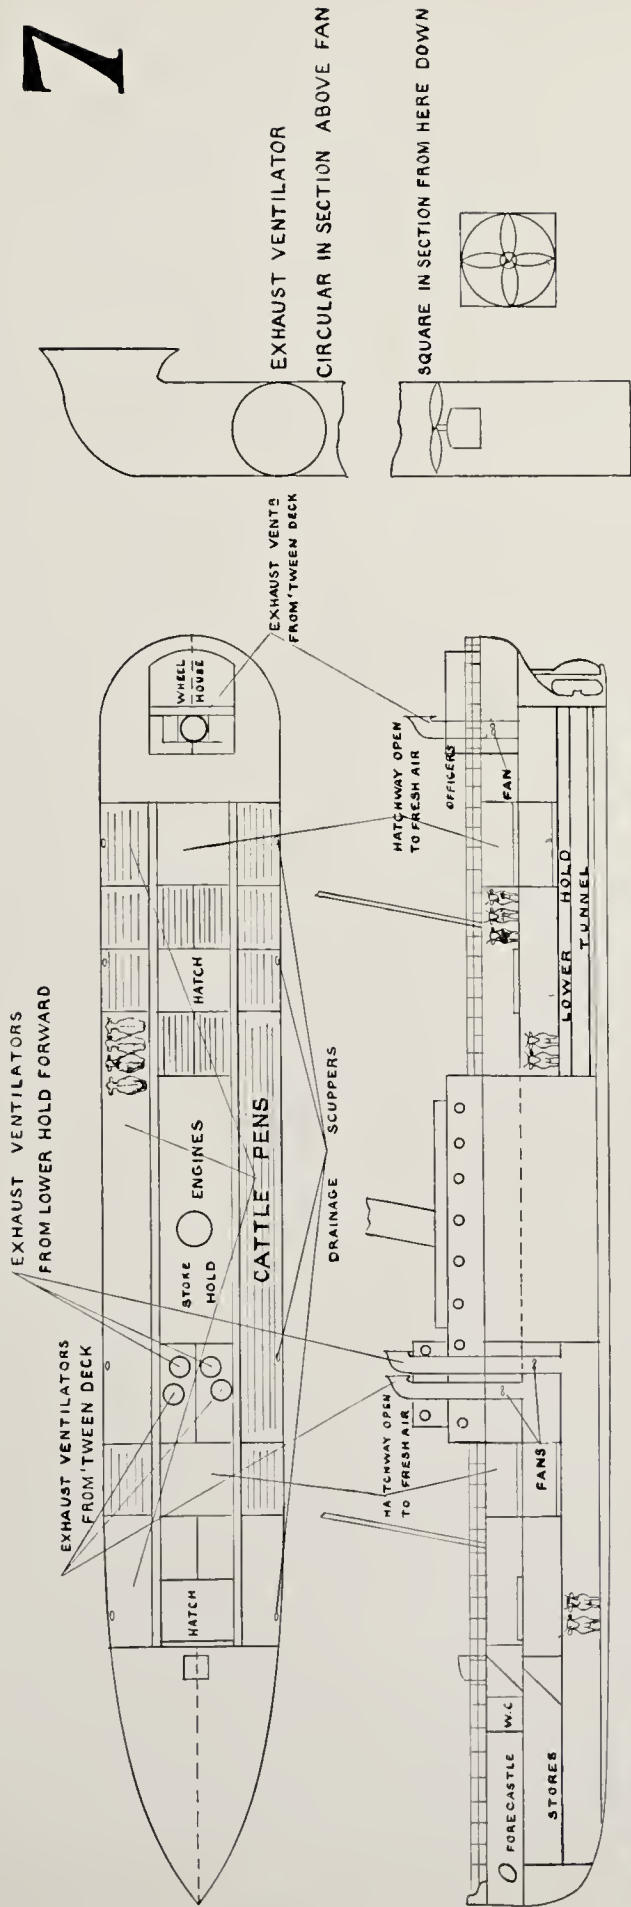 7
EXHAUST VENTILATOR
CIRCULAR IN SECTION ABOVE FAN
SQUARE IN SECTION FROM HERE DOWN
EXHAUST VENTILATORS
FROM LOWER HOLD FORWARD
EXHAUST VENTILATORS
FROM 'TWEEN DECK
EXHAUST VENTS
FROM 'TWEEN DECK
HATCH
STOKE
HOLD
ENGINES
CATTLE PENS
HATCH
WHEEL
HOUSE
DRAINAGE SCUPPERS
HATCHWAY OPEN
TO FRESH AIR
HATCHWAY OPEN
TO FRESH AIR
OFFICERS
FORECASTLE
W.C
STORES
FANS
FAN
LOWER HOLD
TUNNEL